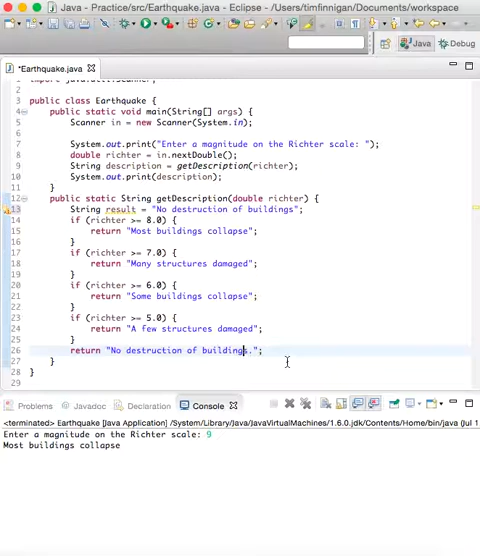 Java - Practice/src/Earthquake.java - Eclipse - /Users/timfinnigan/Documents/workspace
Java
Debug
*Earthquake.java
1
2
3 public class Earthquake {
4 public static void main(String[] args) {
5 Scanner in = new Scanner(System.in);
6
7 System.out.print("Enter a magnitude on the Richter scale: ");
8 double richter = in.nextDouble();
9 String description = getDescription(richter);
10 System.out.print(description);
11 }
12 public static String getDescription(double richter) {
13 String result = "No destruction of buildings";
14 if (richter >= 8.0) {
15 return "Most buildings collapse";
16 }
17 if (richter >= 7.0) {
18 return "Many structures damaged";
19 }
20 if (richter >= 6.0) {
21 return "Some buildings collapse";
22 }
23 if (richter >= 5.0) {
24 return "A few structures damaged";
25 }
26 return "No destruction of buildings.";
27 }
28 }
29
Problems
Javadoc
Declaration
Console
<terminated> Earthquake [Java Application] /System/Library/Java/JavaVirtualMachines/1.6.0.jdk/Contents/Home/bin/java (Jul 1
Enter a magnitude on the Richter scale: 9
Most buildings collapse